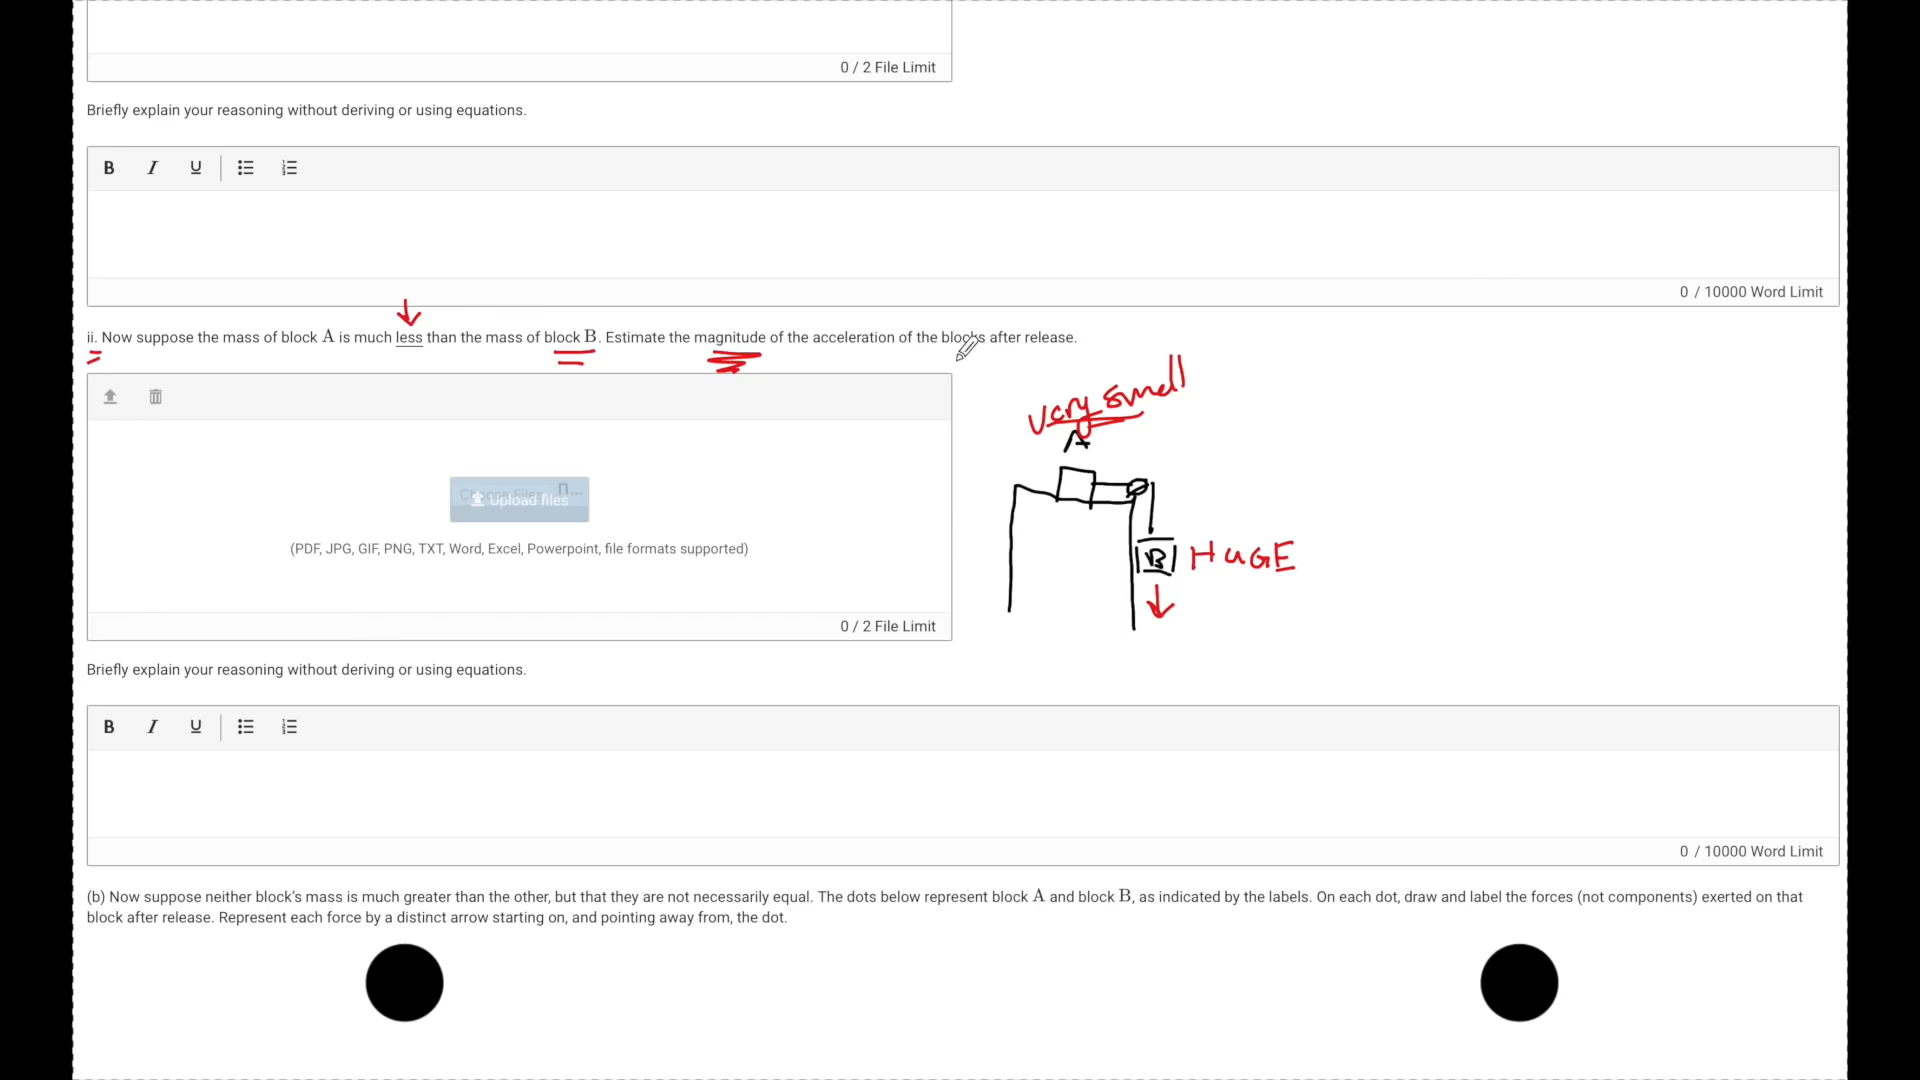 0 / 2 File Limit
Briefly explain your reasoning without deriving or using equations.
B I U
0 / 10000 Word Limit
ii. Now suppose the mass of block A is much less than the mass of block B. Estimate the magnitude of the acceleration of the blocks after release.
very small
A
Upload files
(PDF, JPG, GIF, PNG, TXT, Word, Excel, Powerpoint, file formats supported)
B HUGE
0 / 2 File Limit
Briefly explain your reasoning without deriving or using equations.
B I U
0 / 10000 Word Limit
(b) Now suppose neither block’s mass is much greater than the other, but that they are not necessarily equal. The dots below represent block A and block B, as indicated by the labels. On each dot, draw and label the forces (not components) exerted on that
block after release. Represent each force by a distinct arrow starting on, and pointing away from, the dot.